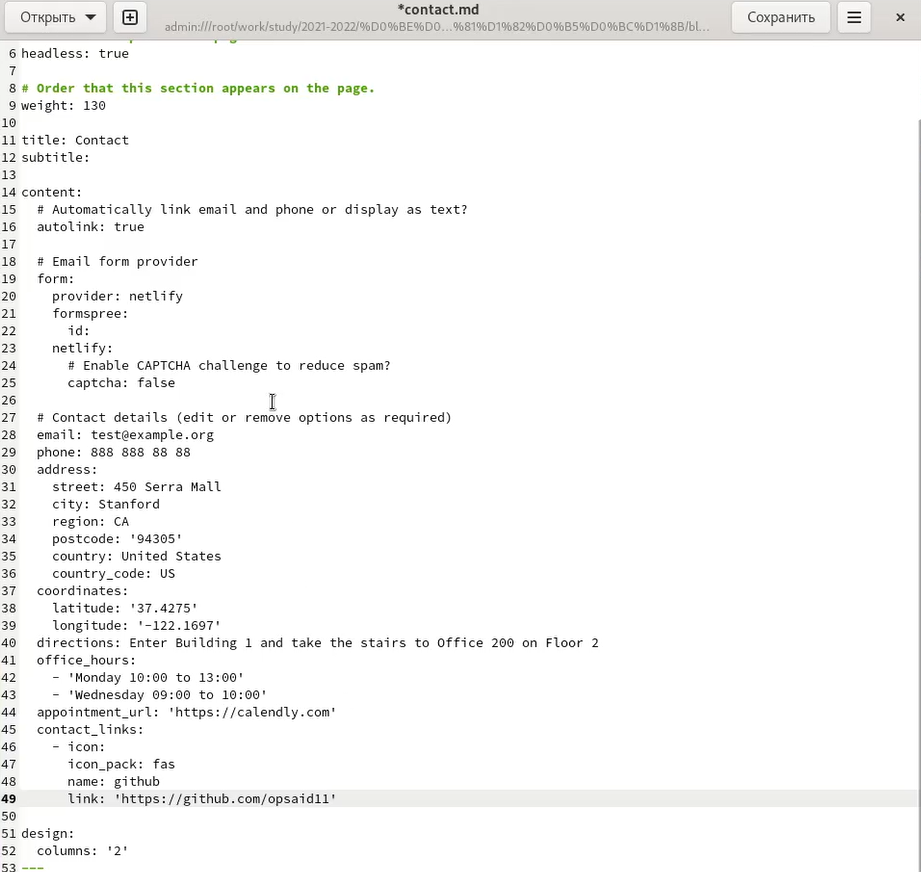 Открыть
*contact.md
admin:///root/work/study/2021-2022/%D0%BE%D0...%81%D1%82%D0%B5%D0%BC%D1%8B/bl...
Сохранить
6 headless: true
7
8 # Order that this section appears on the page.
9 weight: 130
10
11 title: Contact
12 subtitle:
13
14 content:
15   # Automatically link email and phone or display as text?
16   autolink: true
17
18   # Email form provider
19   form:
20     provider: netlify
21     formspree:
22       id:
23     netlify:
24       # Enable CAPTCHA challenge to reduce spam?
25       captcha: false
26
27   # Contact details (edit or remove options as required)
28   email: test@example.org
29   phone: 888 888 88 88
30   address:
31     street: 450 Serra Mall
32     city: Stanford
33     region: CA
34     postcode: '94305'
35     country: United States
36     country_code: US
37   coordinates:
38     latitude: '37.4275'
39     longitude: '-122.1697'
40   directions: Enter Building 1 and take the stairs to Office 200 on Floor 2
41   office_hours:
42     - 'Monday 10:00 to 13:00'
43     - 'Wednesday 09:00 to 10:00'
44   appointment_url: 'https://calendly.com'
45   contact_links:
46     - icon:
47       icon_pack: fas
48       name: github
49       link: 'https://github.com/opsaid11'
50
51 design:
52   columns: '2'
53 ---